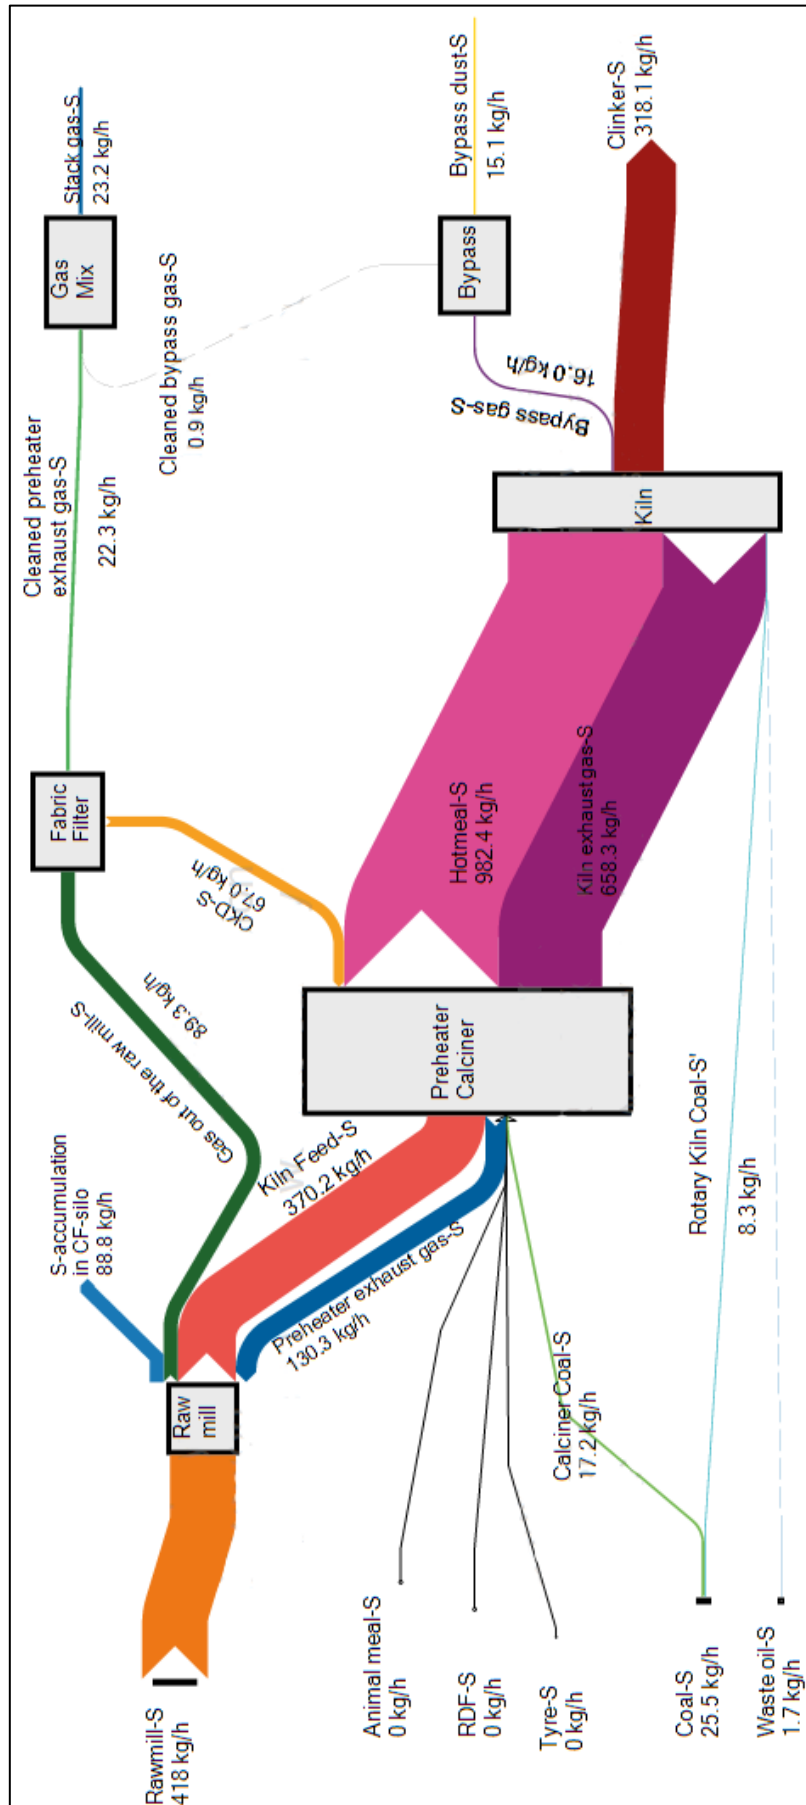 Rawmill-S
418 kg/h
Raw
mill
S-accumulation
in CF-silo
88.8 kg/h
Gas out of the raw mill-S
89.3 kg/h
Kiln Feed-S
370.2 kg/h
Preheater exhaust gas-S
130.3 kg/h
Fabric
Filter
CKD-S
67.0 kg/h
Cleaned preheater
exhaust gas-S
22.3 kg/h
Gas
Mix
Stack gas-S
23.2 kg/h
Cleaned bypass gas-S
0.9 kg/h
Bypass
Bypass dust-S
15.1 kg/h
Bypass gas-S
16.0 kg/h
Preheater
Calciner
Hotmeal-S
982.4 kg/h
Kiln exhaust gas-S
658.3 kg/h
Kiln
Clinker-S
318.1 kg/h
Animal meal-S
0 kg/h
RDF-S
0 kg/h
Tyre-S
0 kg/h
Calciner Coal-S
17.2 kg/h
Rotary Kiln Coal-S'
8.3 kg/h
Coal-S
25.5 kg/h
Waste oil-S
1.7 kg/h